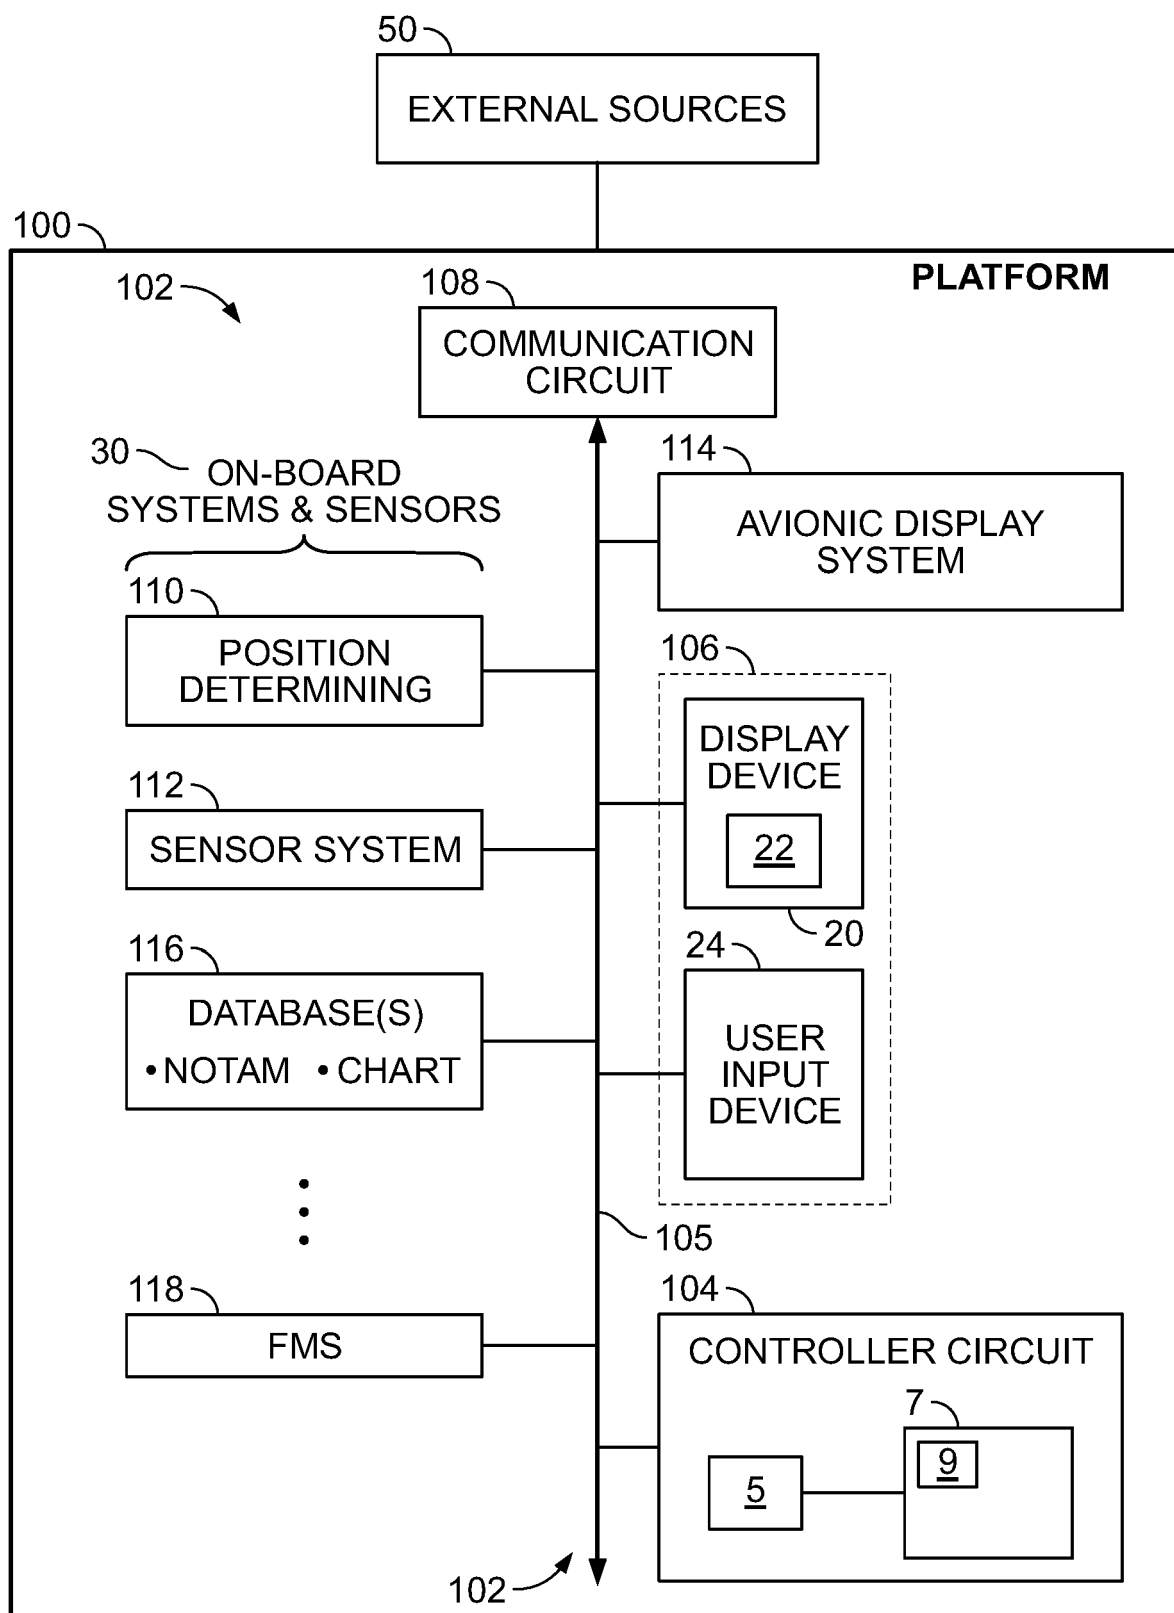 50
EXTERNAL SOURCES
100
102
PLATFORM
108
COMMUNICATION
CIRCUIT
30
ON-BOARD
SYSTEMS & SENSORS
114
AVIONIC DISPLAY
SYSTEM
110
POSITION
DETERMINING
106
DISPLAY
DEVICE
22
20
112
SENSOR SYSTEM
116
DATABASE(S)
• NOTAM • CHART
24
USER
INPUT
DEVICE
105
118
FMS
104
CONTROLLER CIRCUIT
7
9
5
102